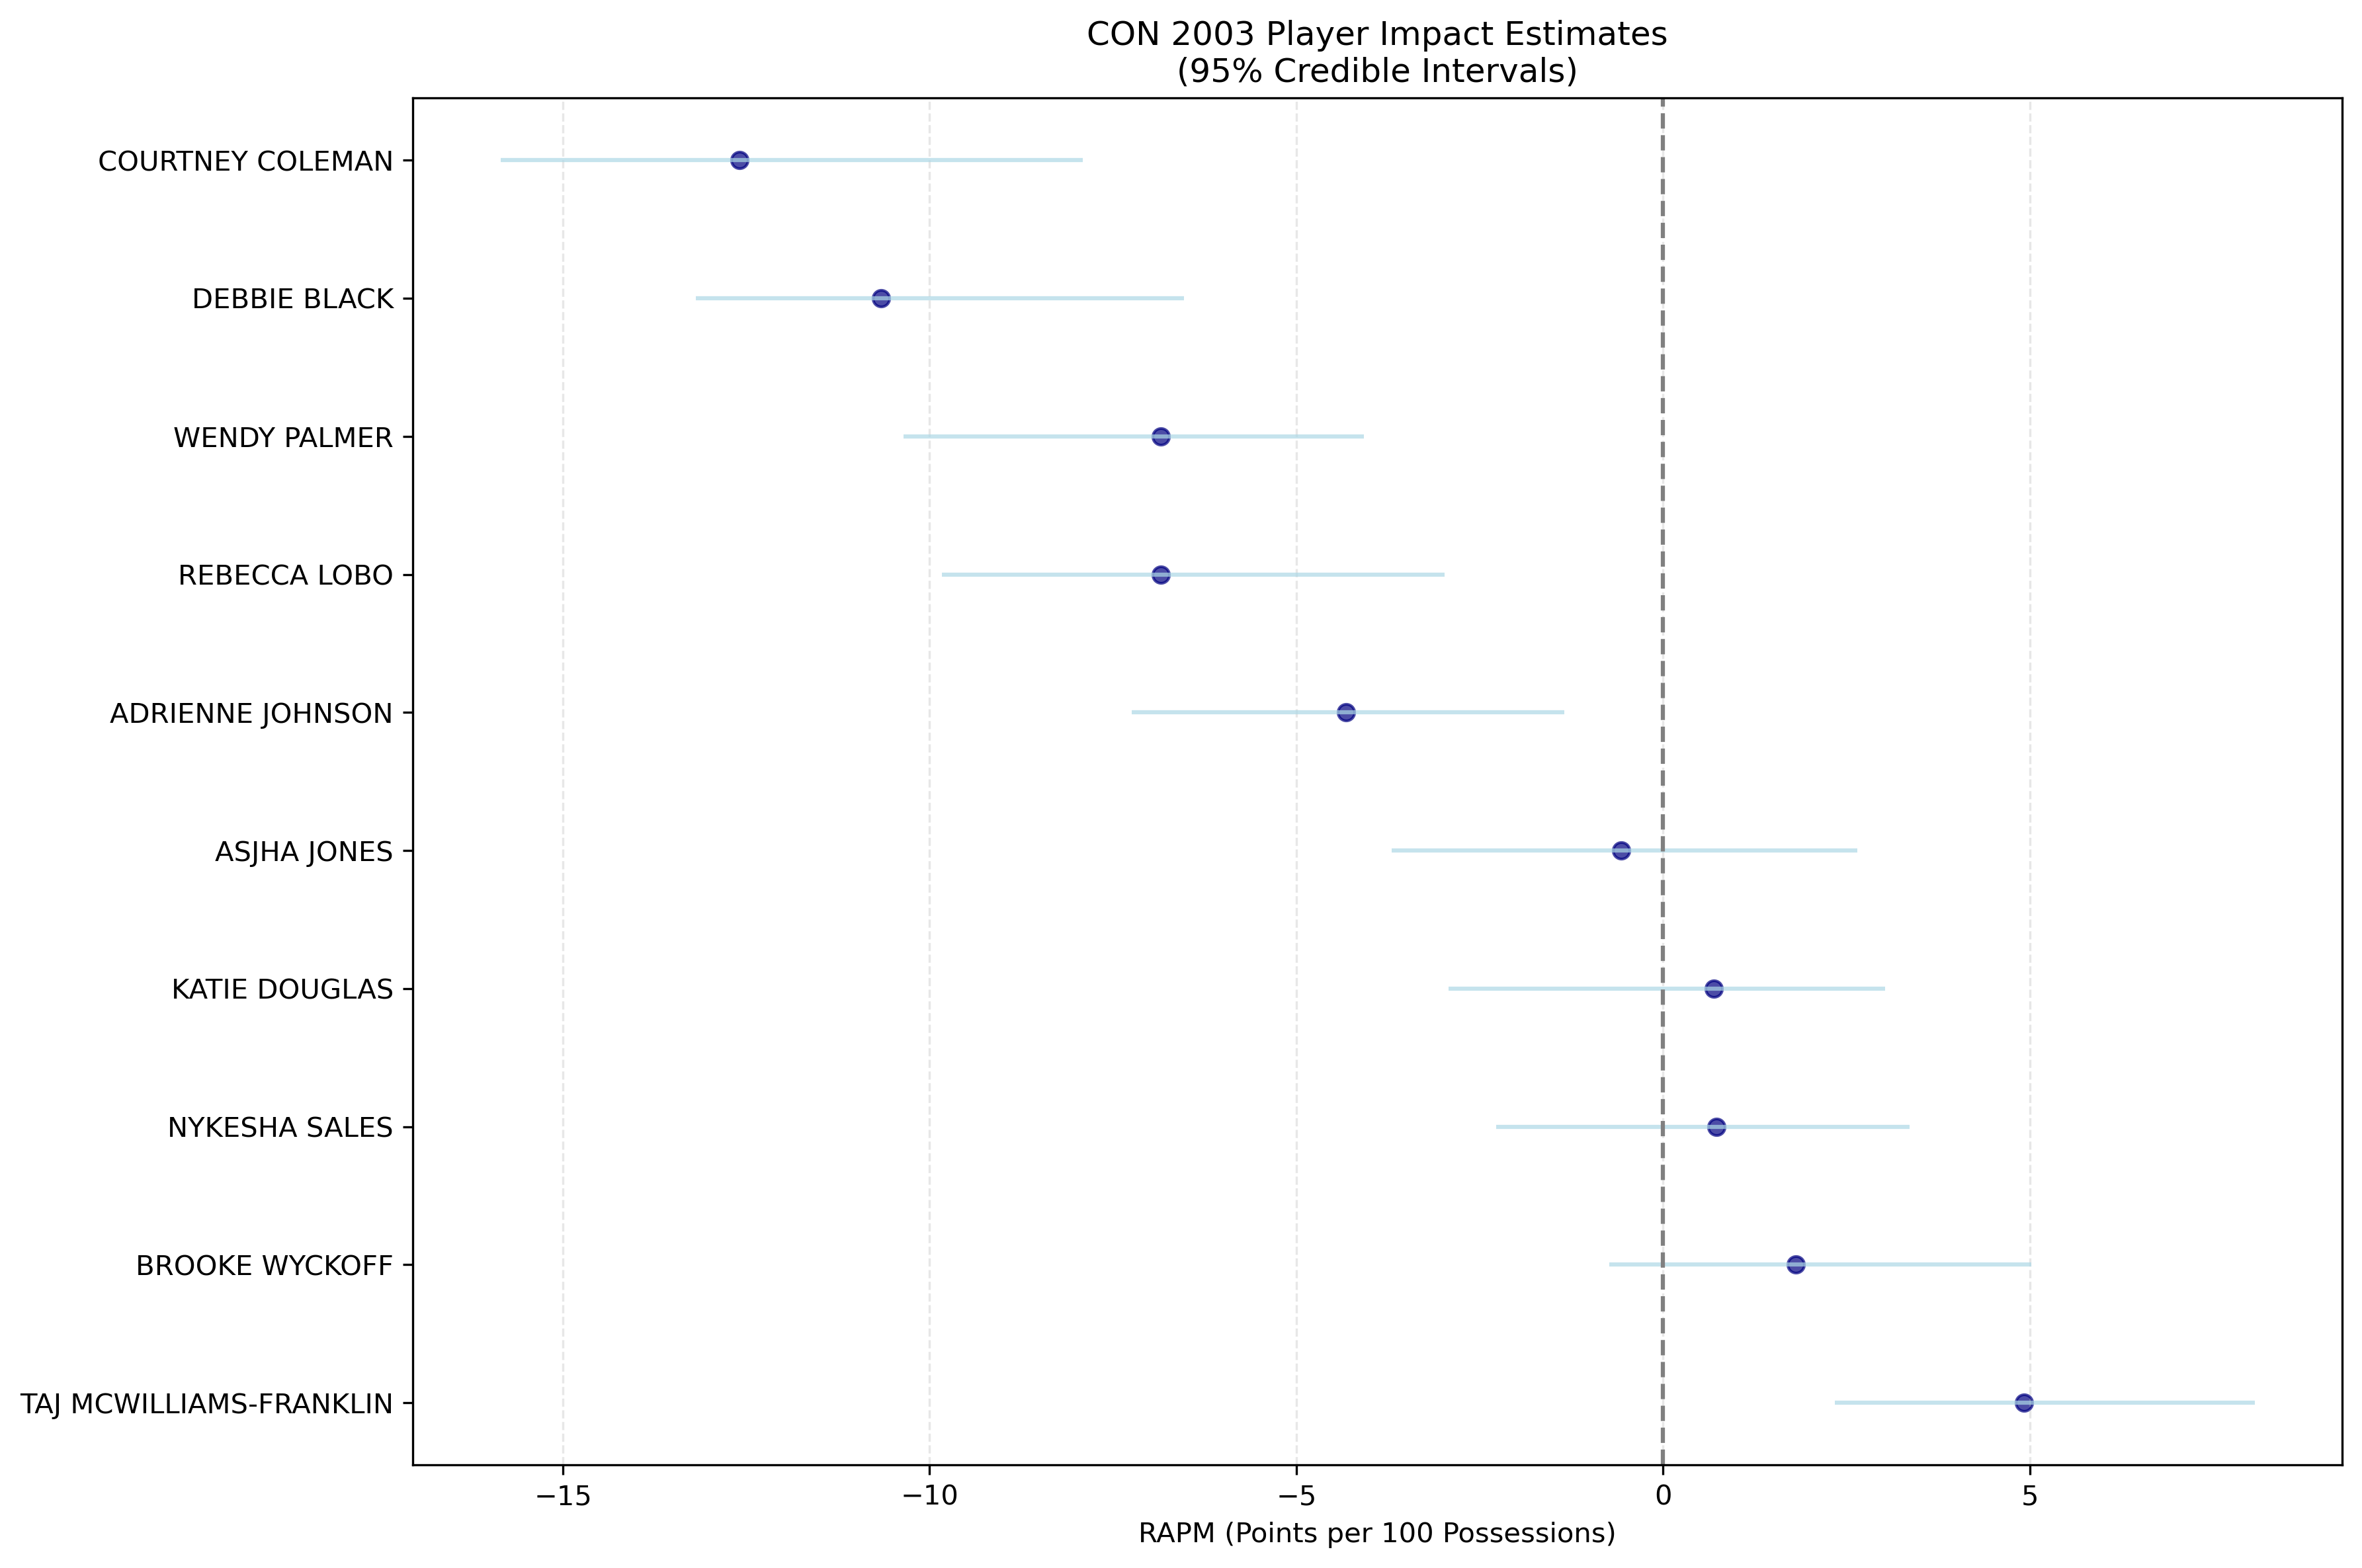 CON 2003 Player Impact Estimates
(95% Credible Intervals)
COURTNEY COLEMAN
DEBBIE BLACK
WENDY PALMER
REBECCA LOBO
ADRIENNE JOHNSON
ASJHA JONES
KATIE DOUGLAS
NYKESHA SALES
BROOKE WYCKOFF
TAJ MCWILLIAMS-FRANKLIN
−15 −10 −5 0 5
RAPM (Points per 100 Possessions)